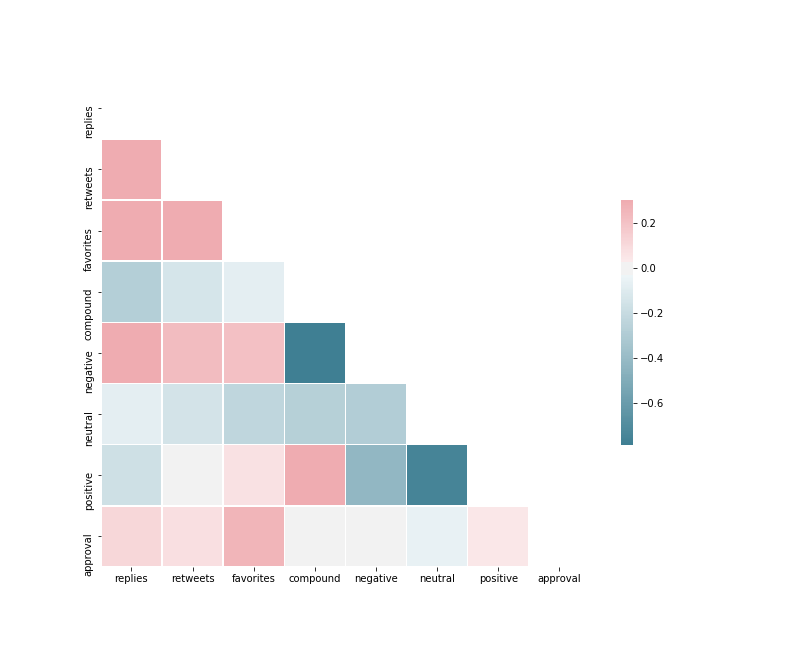 replies
retweets
favorites
compound
negative
neutral
positive
approval
replies retweets favorites compound negative neutral positive approval
0.2
0.0
−0.2
−0.4
−0.6